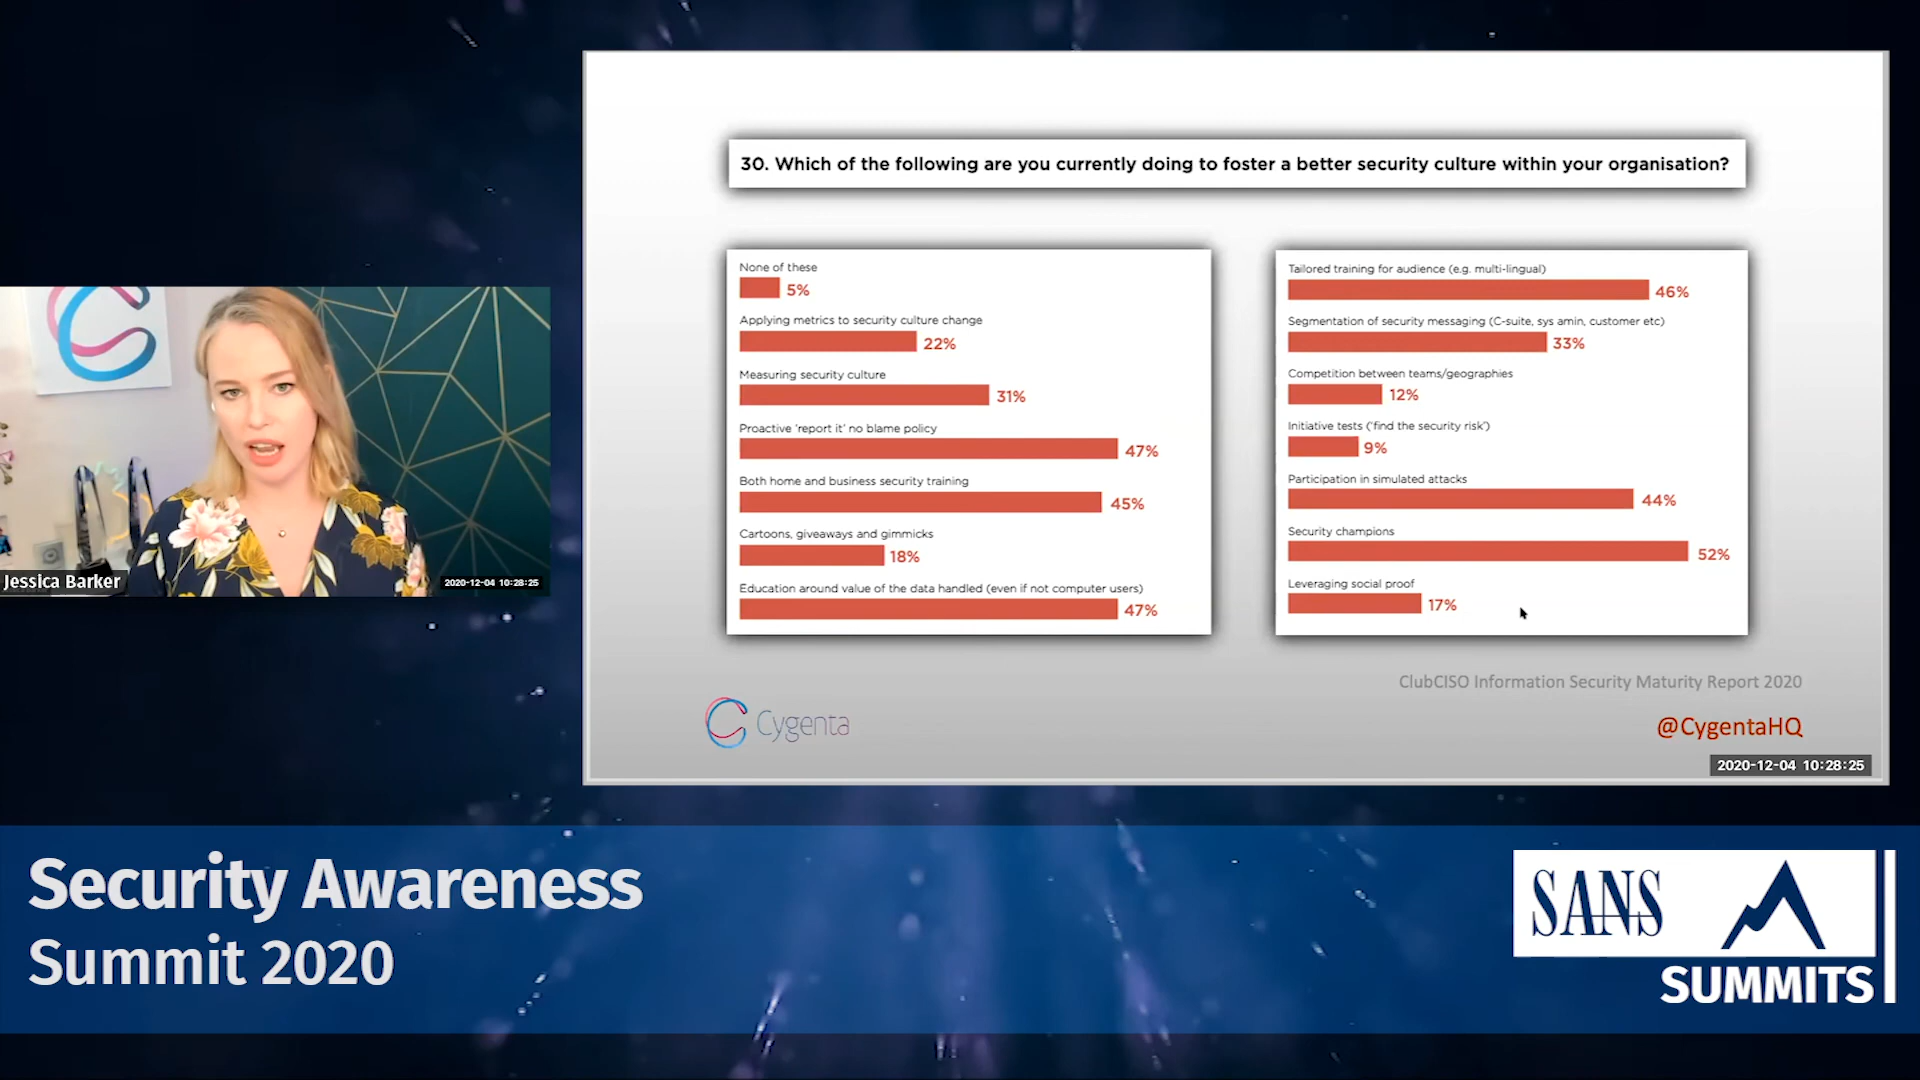 30. Which of the following are you currently doing to foster a better security culture within your organisation?
None of these
5%
Applying metrics to security culture change
22%
Measuring security culture
31%
Proactive ‘report it’ no blame policy
47%
Both home and business security training
45%
Cartoons, giveaways and gimmicks
18%
Education around value of the data handled (even if not computer users)
47%
Tailored training for audience (e.g. multi-lingual)
46%
Segmentation of security messaging (C-suite, sys amin, customer etc)
33%
Competition between teams/geographies
12%
Initiative tests (‘find the security risk’)
9%
Participation in simulated attacks
44%
Security champions
52%
Leveraging social proof
17%
ClubCISO Information Security Maturity Report 2020
Cygenta
@CygentaHQ
2020-12-04 10:28:25
Jessica Barker
2020-12-04 10:28:25
Security Awareness
Summit 2020
SANS
SUMMITS